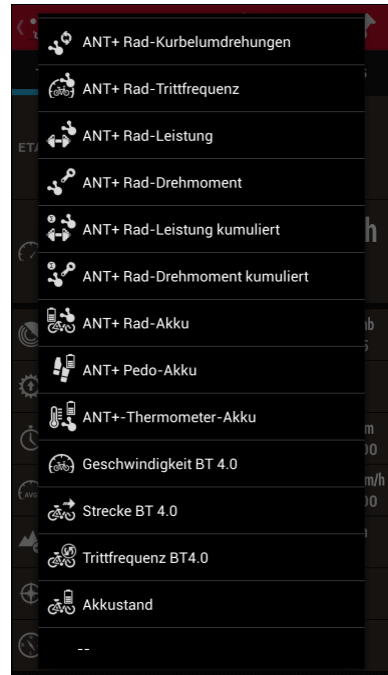 ANT+ Rad-Kurbelumdrehungen
ANT+ Rad-Trittfrequenz
ANT+ Rad-Leistung
ANT+ Rad-Drehmoment
ANT+ Rad-Leistung kumuliert
ANT+ Rad-Drehmoment kumuliert
ANT+ Rad-Akku
ANT+ Pedo-Akku
ANT+-Thermometer-Akku
Geschwindigkeit BT 4.0
Strecke BT 4.0
Trittfrequenz BT4.0
Akkustand
--